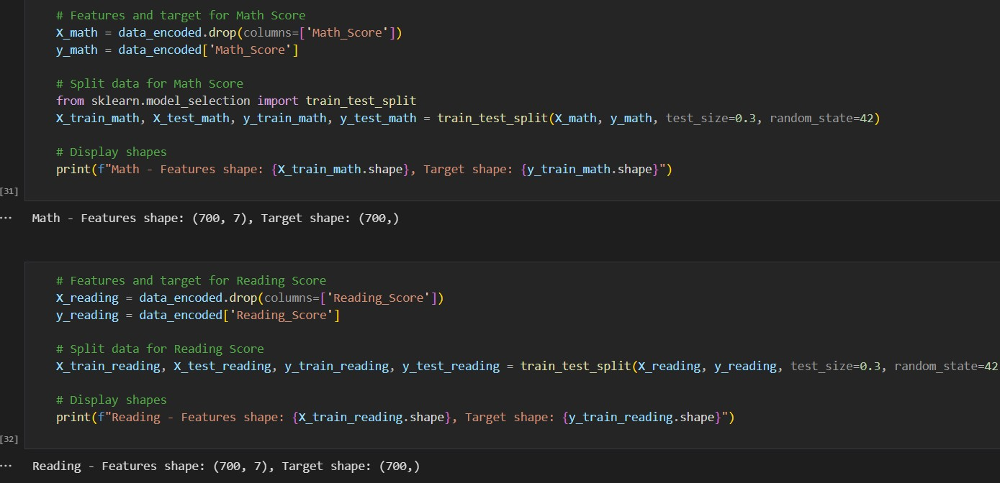 # Features and target for Math Score
X_math = data_encoded.drop(columns=['Math_Score'])
y_math = data_encoded['Math_Score']
# Split data for Math Score
from sklearn.model_selection import train_test_split
X_train_math, X_test_math, y_train_math, y_test_math = train_test_split(X_math, y_math, test_size=0.3, random_state=42)
# Display shapes
print(f"Math - Features shape: {X_train_math.shape}, Target shape: {y_train_math.shape}")
[31]
... Math - Features shape: (700, 7), Target shape: (700,)
# Features and target for Reading Score
X_reading = data_encoded.drop(columns=['Reading_Score'])
y_reading = data_encoded['Reading_Score']
# Split data for Reading Score
X_train_reading, X_test_reading, y_train_reading, y_test_reading = train_test_split(X_reading, y_reading, test_size=0.3, random_state=42
# Display shapes
print(f"Reading - Features shape: {X_train_reading.shape}, Target shape: {y_train_reading.shape}")
[32]
... Reading - Features shape: (700, 7), Target shape: (700,)